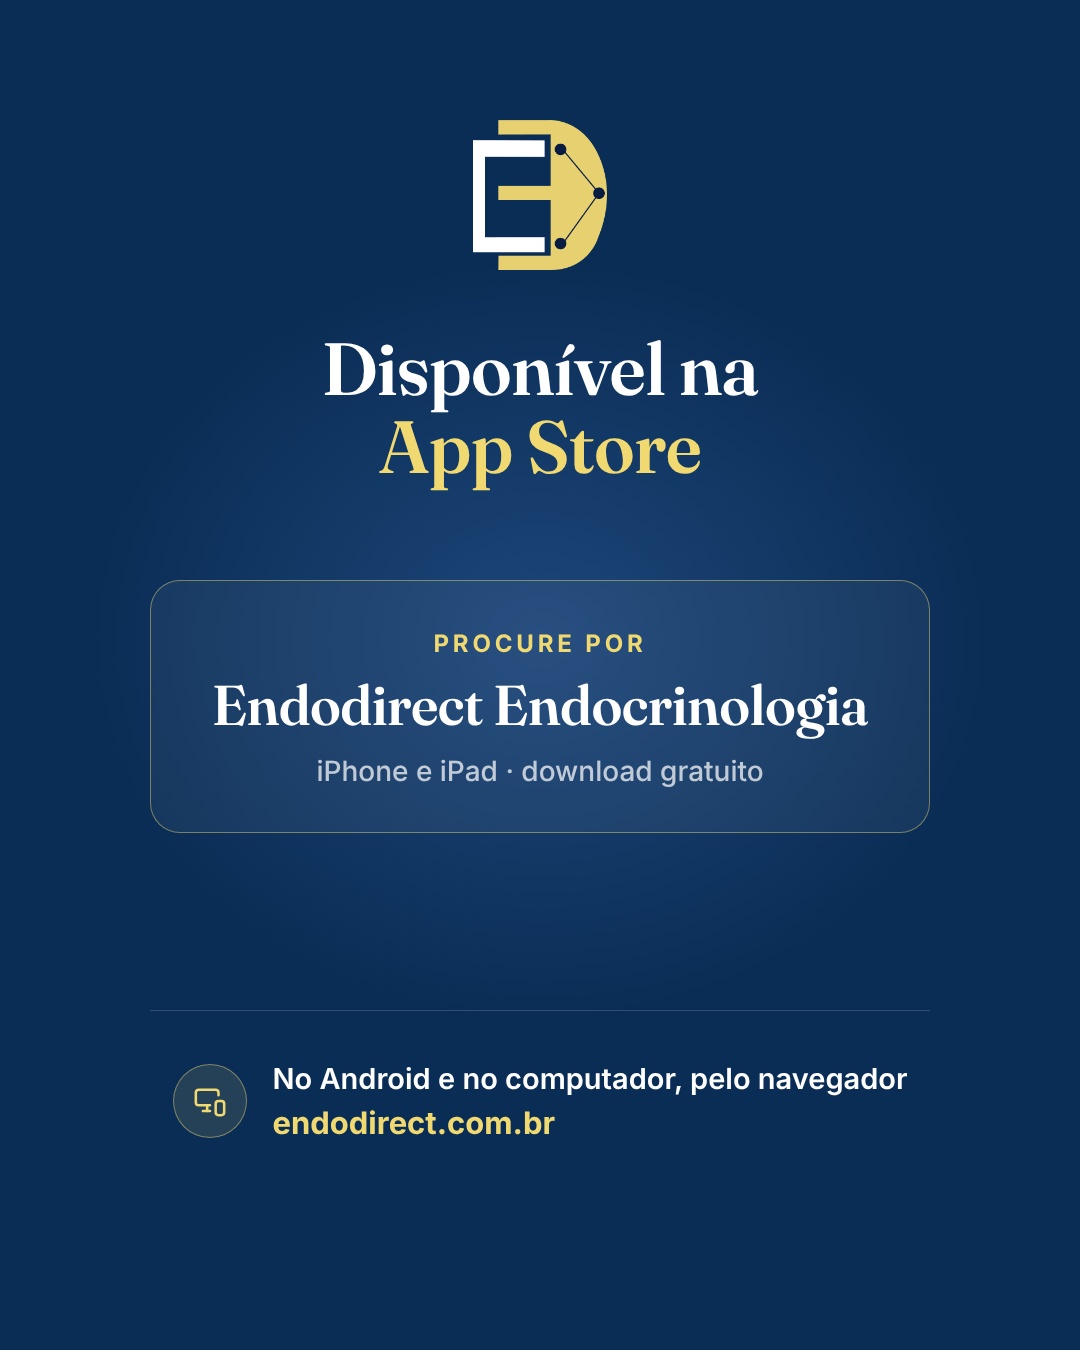 Disponível na
App Store
PROCURE POR
Endodirect Endocrinologia
iPhone e iPad · download gratuito
No Android e no computador, pelo navegador
endodirect.com.br